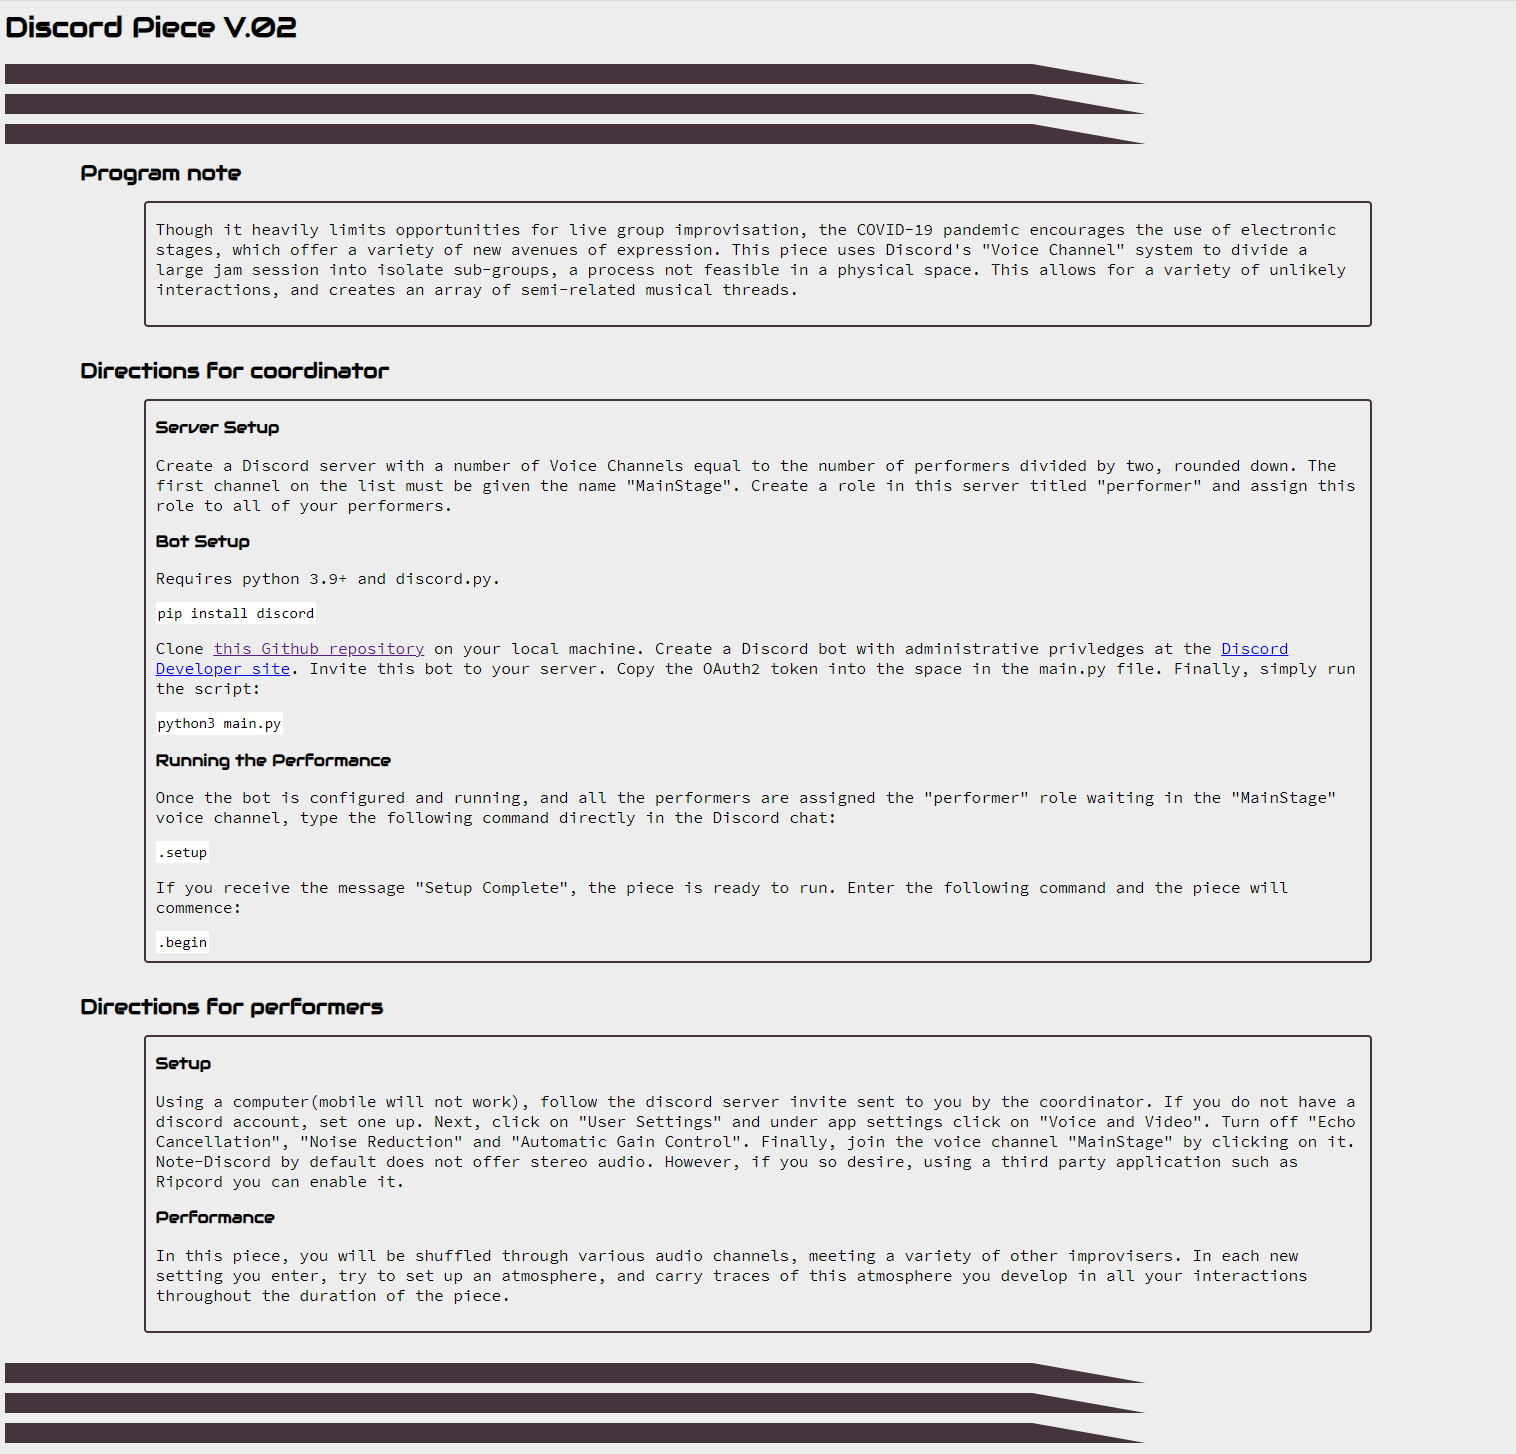 Discord Piece V.02
Program note
Though it heavily limits opportunities for live group improvisation, the COVID-19 pandemic encourages the use of electronic
stages, which offer a variety of new avenues of expression. This piece uses Discord's "Voice Channel" system to divide a
large jam session into isolate sub-groups, a process not feasible in a physical space. This allows for a variety of unlikely
interactions, and creates an array of semi-related musical threads.
Directions for coordinator
Server Setup
Create a Discord server with a number of Voice Channels equal to the number of performers divided by two, rounded down. The
first channel on the list must be given the name "MainStage". Create a role in this server titled "performer" and assign this
role to all of your performers.
Bot Setup
Requires python 3.9+ and discord.py.
pip install discord
Clone this Github repository on your local machine. Create a Discord bot with administrative privledges at the Discord
Developer site. Invite this bot to your server. Copy the OAuth2 token into the space in the main.py file. Finally, simply run
the script:
python3 main.py
Running the Performance
Once the bot is configured and running, and all the performers are assigned the "performer" role waiting in the "MainStage"
voice channel, type the following command directly in the Discord chat:
.setup
If you receive the message "Setup Complete", the piece is ready to run. Enter the following command and the piece will
commence:
.begin
Directions for performers
Setup
Using a computer(mobile will not work), follow the discord server invite sent to you by the coordinator. If you do not have a
discord account, set one up. Next, click on "User Settings" and under app settings click on "Voice and Video". Turn off "Echo
Cancellation", "Noise Reduction" and "Automatic Gain Control". Finally, join the voice channel "MainStage" by clicking on it.
Note-Discord by default does not offer stereo audio. However, if you so desire, using a third party application such as
Ripcord you can enable it.
Performance
In this piece, you will be shuffled through various audio channels, meeting a variety of other improvisers. In each new
setting you enter, try to set up an atmosphere, and carry traces of this atmosphere you develop in all your interactions
throughout the duration of the piece.